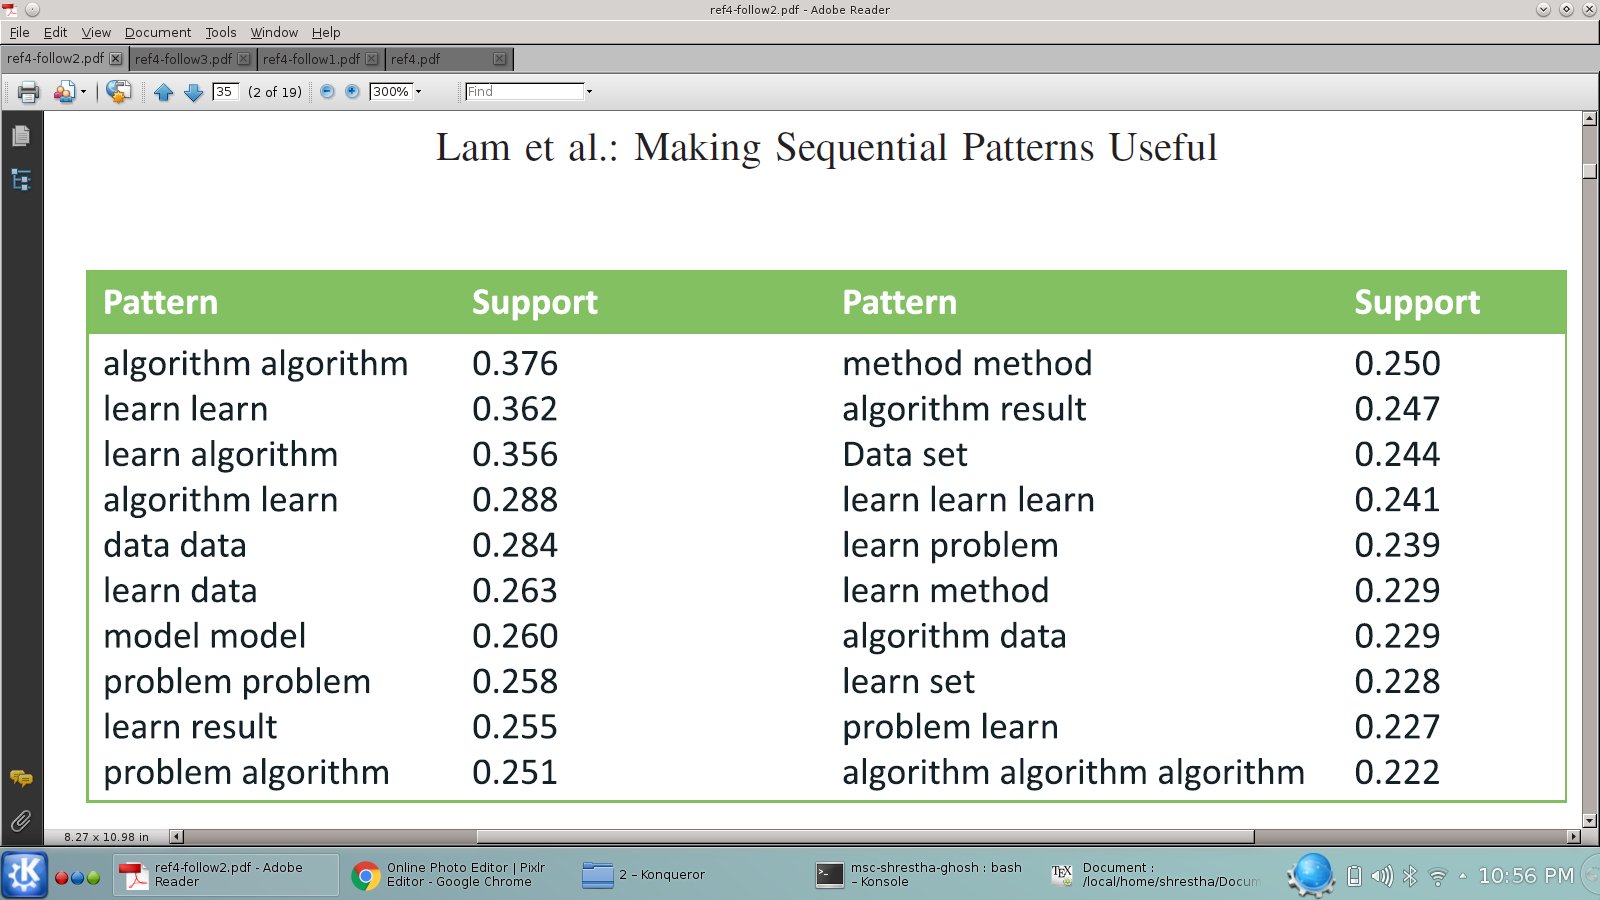 ref4-follow2.pdf - Adobe Reader
File Edit View Document Tools Window Help
ref4-follow2.pdf ref4-follow3.pdf ref4-follow1.pdf ref4.pdf
35 (2 of 19) 300% Find
Lam et al.: Making Sequential Patterns Useful
Pattern Support Pattern Support
algorithm algorithm 0.376 method method 0.250
learn learn 0.362 algorithm result 0.247
learn algorithm 0.356 Data set 0.244
algorithm learn 0.288 learn learn learn 0.241
data data 0.284 learn problem 0.239
learn data 0.263 learn method 0.229
model model 0.260 algorithm data 0.229
problem problem 0.258 learn set 0.228
learn result 0.255 problem learn 0.227
problem algorithm 0.251 algorithm algorithm algorithm 0.222
8.27 x 10.98 in
ref4-follow2.pdf - Adobe Reader
Online Photo Editor | Pixlr Editor - Google Chrome
2 – Konqueror
msc-shrestha-ghosh : bash – Konsole
TEX
Document : /local/home/shrestha/Docum
10:56 PM